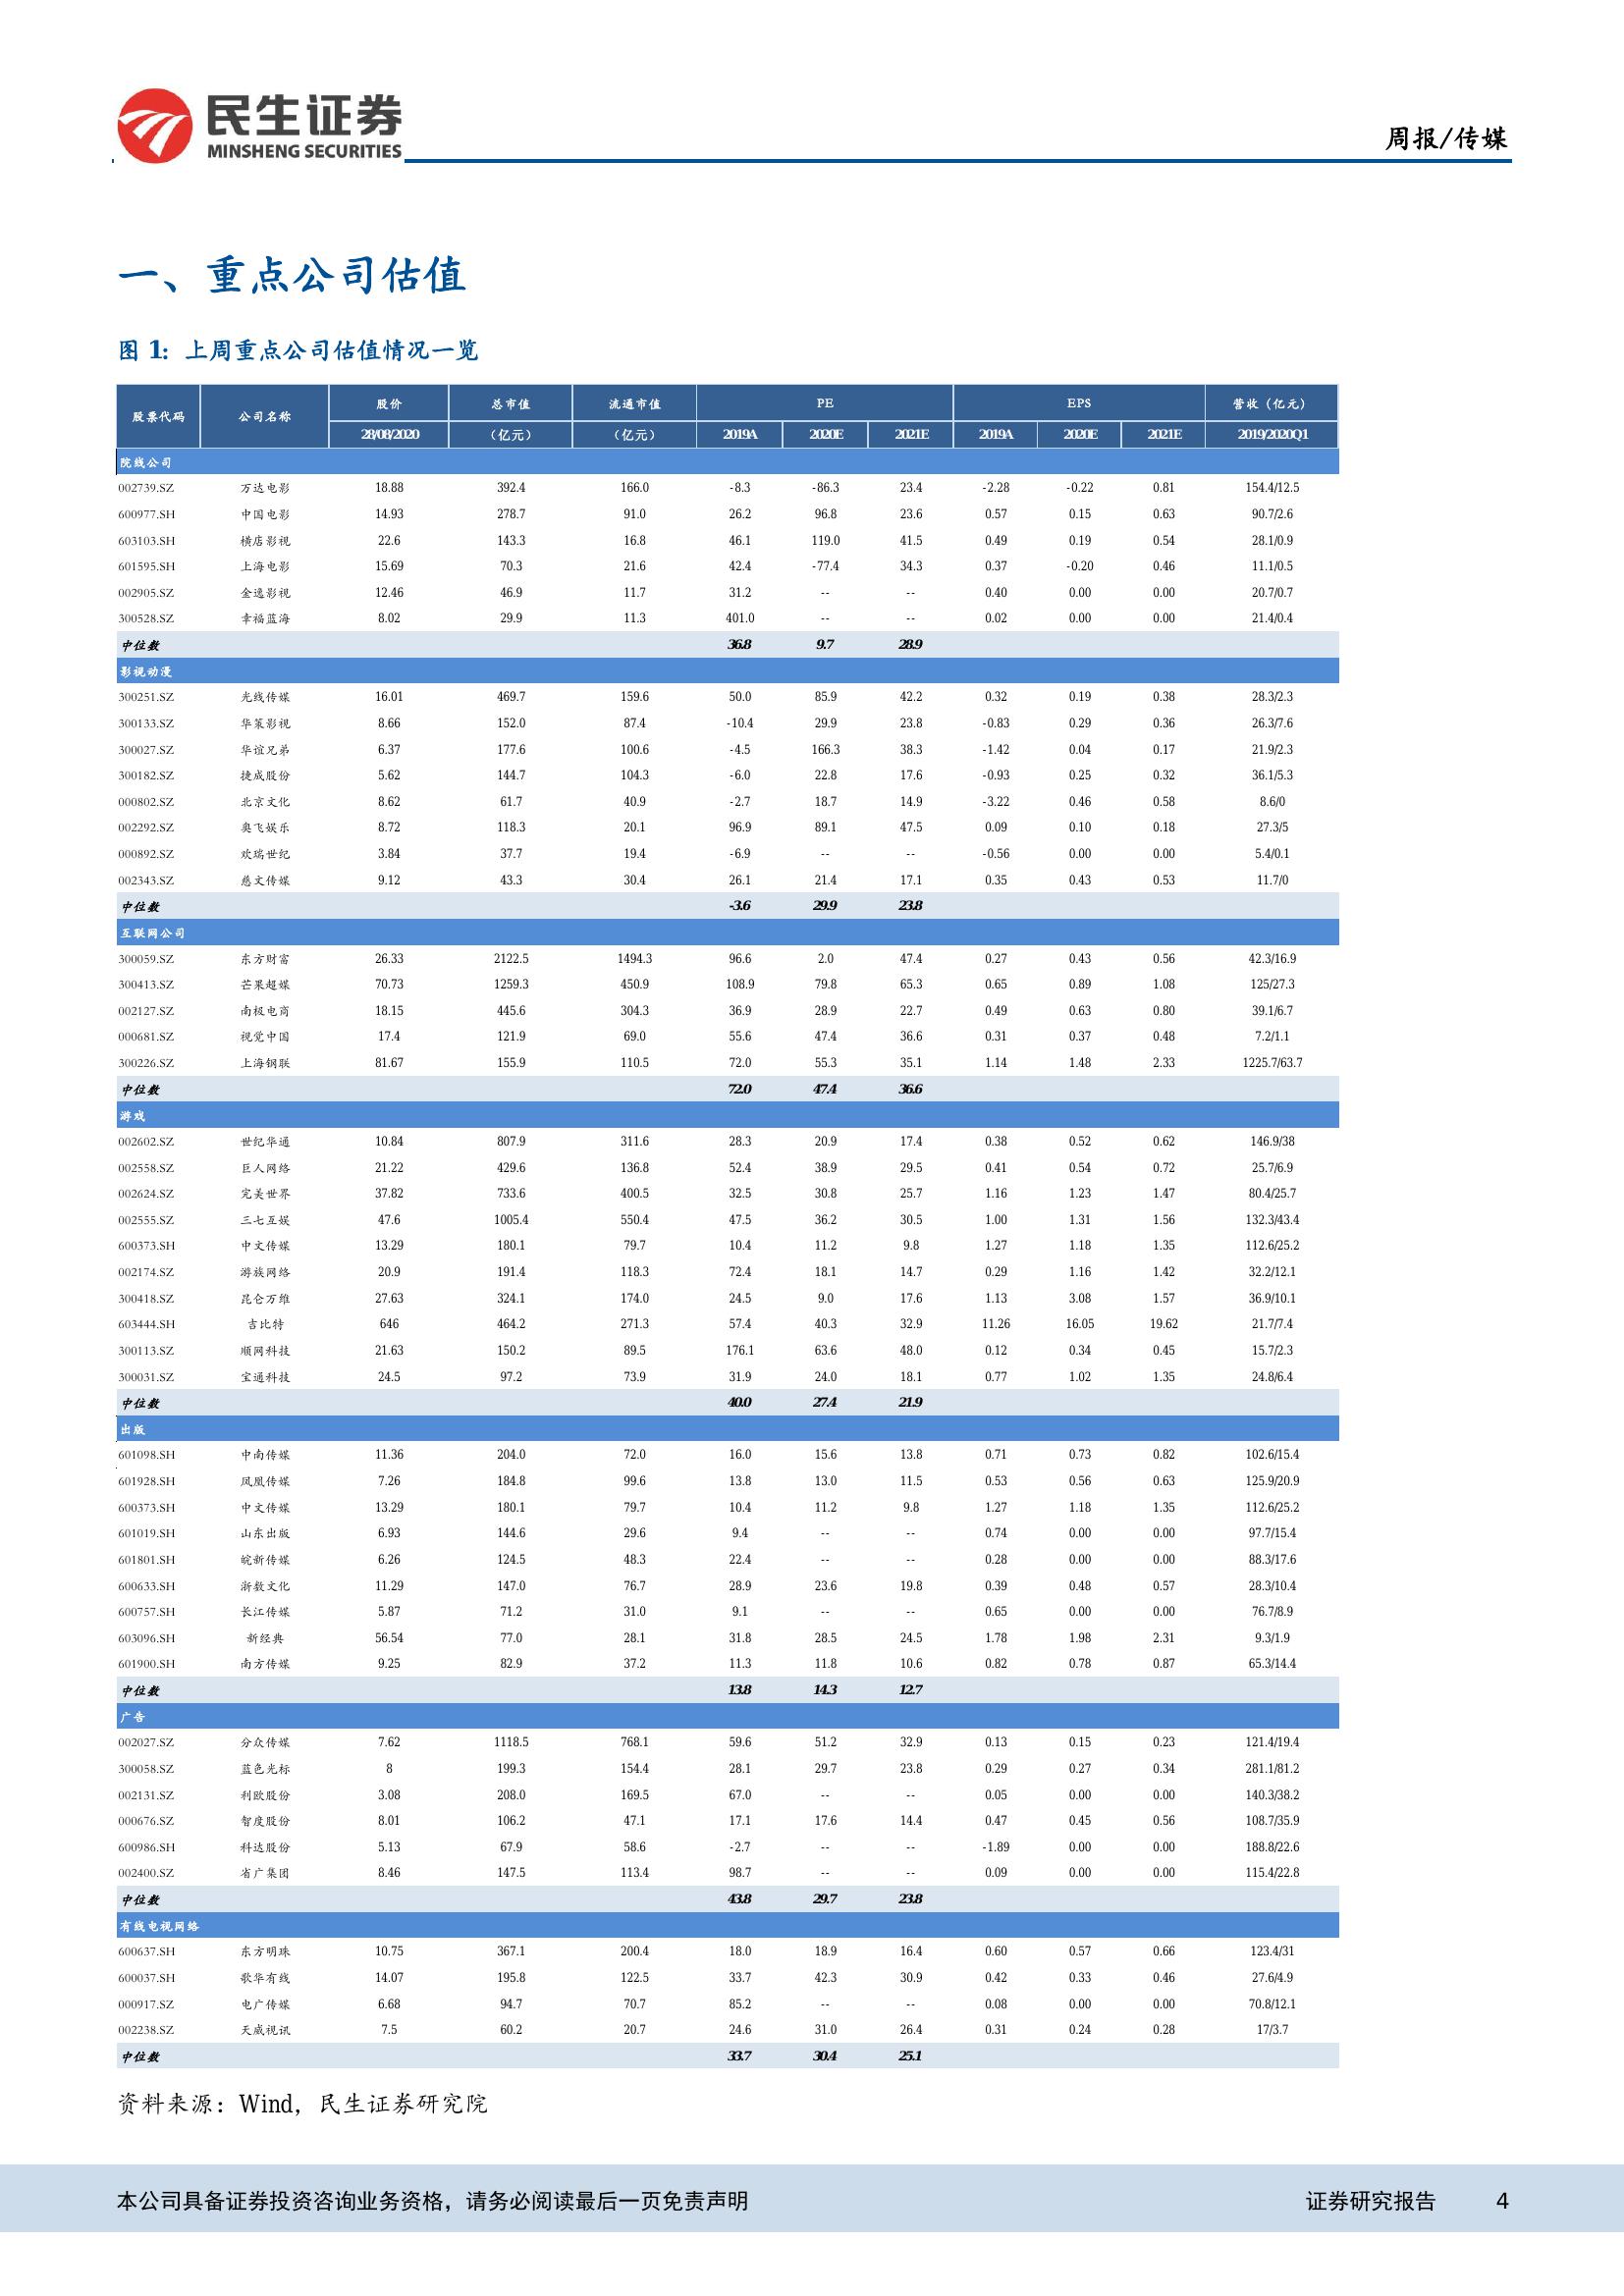 民生证券
MINSHENG SECURITIES
周报/传媒
一、重点公司估值
图 1：上周重点公司估值情况一览
股票代码 公司名称 股价 总市值 流通市值 PE EPS 营收（亿元）
28/08/2020 （亿元） （亿元） 2019A 2020E 2021E 2019A 2020E 2021E 2019/2020Q1
院线公司
002739.SZ 万达电影 18.88 392.4 166.0 -8.3 -86.3 23.4 -2.28 -0.22 0.81 154.4/12.5
600977.SH 中国电影 14.93 278.7 91.0 26.2 96.8 23.6 0.57 0.15 0.63 90.7/2.6
603103.SH 横店影视 22.6 143.3 16.8 46.1 119.0 41.5 0.49 0.19 0.54 28.1/0.9
601595.SH 上海电影 15.69 70.3 21.6 42.4 -77.4 34.3 0.37 -0.20 0.46 11.1/0.5
002905.SZ 金逸影视 12.46 46.9 11.7 31.2 -- -- 0.40 0.00 0.00 20.7/0.7
300528.SZ 幸福蓝海 8.02 29.9 11.3 401.0 -- -- 0.02 0.00 0.00 21.4/0.4
中位数 36.8 9.7 28.9
影视动漫
300251.SZ 光线传媒 16.01 469.7 159.6 50.0 85.9 42.2 0.32 0.19 0.38 28.3/2.3
300133.SZ 华策影视 8.66 152.0 87.4 -10.4 29.9 23.8 -0.83 0.29 0.36 26.3/7.6
300027.SZ 华谊兄弟 6.37 177.6 100.6 -4.5 166.3 38.3 -1.42 0.04 0.17 21.9/2.3
300182.SZ 捷成股份 5.62 144.7 104.3 -6.0 22.8 17.6 -0.93 0.25 0.32 36.1/5.3
000802.SZ 北京文化 8.62 61.7 40.9 -2.7 18.7 14.9 -3.22 0.46 0.58 8.6/0
002292.SZ 奥飞娱乐 8.72 118.3 20.1 96.9 89.1 47.5 0.09 0.10 0.18 27.3/5
000892.SZ 欢瑞世纪 3.84 37.7 19.4 -6.9 -- -- -0.56 0.00 0.00 5.4/0.1
002343.SZ 慈文传媒 9.12 43.3 30.4 26.1 21.4 17.1 0.35 0.43 0.53 11.7/0
中位数 -3.6 29.9 23.8
互联网公司
300059.SZ 东方财富 26.33 2122.5 1494.3 96.6 2.0 47.4 0.27 0.43 0.56 42.3/16.9
300413.SZ 芒果超媒 70.73 1259.3 450.9 108.9 79.8 65.3 0.65 0.89 1.08 125/27.3
002127.SZ 南极电商 18.15 445.6 304.3 36.9 28.9 22.7 0.49 0.63 0.80 39.1/6.7
000681.SZ 视觉中国 17.4 121.9 69.0 55.6 47.4 36.6 0.31 0.37 0.48 7.2/1.1
300226.SZ 上海钢联 81.67 155.9 110.5 72.0 55.3 35.1 1.14 1.48 2.33 1225.7/63.7
中位数 72.0 47.4 36.6
游戏
002602.SZ 世纪华通 10.84 807.9 311.6 28.3 20.9 17.4 0.38 0.52 0.62 146.9/38
002558.SZ 巨人网络 21.22 429.6 136.8 52.4 38.9 29.5 0.41 0.54 0.72 25.7/6.9
002624.SZ 完美世界 37.82 733.6 400.5 32.5 30.8 25.7 1.16 1.23 1.47 80.4/25.7
002555.SZ 三七互娱 47.6 1005.4 550.4 47.5 36.2 30.5 1.00 1.31 1.56 132.3/43.4
600373.SH 中文传媒 13.29 180.1 79.7 10.4 11.2 9.8 1.27 1.18 1.35 112.6/25.2
002174.SZ 游族网络 20.9 191.4 118.3 72.4 18.1 14.7 0.29 1.16 1.42 32.2/12.1
300418.SZ 昆仑万维 27.63 324.1 174.0 24.5 9.0 17.6 1.13 3.08 1.57 36.9/10.1
603444.SH 吉比特 646 464.2 271.3 57.4 40.3 32.9 11.26 16.05 19.62 21.7/7.4
300113.SZ 顺网科技 21.63 150.2 89.5 176.1 63.6 48.0 0.12 0.34 0.45 15.7/2.3
300031.SZ 宝通科技 24.5 97.2 73.9 31.9 24.0 18.1 0.77 1.02 1.35 24.8/6.4
中位数 40.0 27.4 21.9
出版
601098.SH 中南传媒 11.36 204.0 72.0 16.0 15.6 13.8 0.71 0.73 0.82 102.6/15.4
601928.SH 凤凰传媒 7.26 184.8 99.6 13.8 13.0 11.5 0.53 0.56 0.63 125.9/20.9
600373.SH 中文传媒 13.29 180.1 79.7 10.4 11.2 9.8 1.27 1.18 1.35 112.6/25.2
601019.SH 山东出版 6.93 144.6 29.6 9.4 -- -- 0.74 0.00 0.00 97.7/15.4
601801.SH 皖新传媒 6.26 124.5 48.3 22.4 -- -- 0.28 0.00 0.00 88.3/17.6
600633.SH 浙数文化 11.29 147.0 76.7 28.9 23.6 19.8 0.39 0.48 0.57 28.3/10.4
600757.SH 长江传媒 5.87 71.2 31.0 9.1 -- -- 0.65 0.00 0.00 76.7/8.9
603096.SH 新经典 56.54 77.0 28.1 31.8 28.5 24.5 1.78 1.98 2.31 9.3/1.9
601900.SH 南方传媒 9.25 82.9 37.2 11.3 11.8 10.6 0.82 0.78 0.87 65.3/14.4
中位数 13.8 14.3 12.7
广告
002027.SZ 分众传媒 7.62 1118.5 768.1 59.6 51.2 32.9 0.13 0.15 0.23 121.4/19.4
300058.SZ 蓝色光标 8 199.3 154.4 28.1 29.7 23.8 0.29 0.27 0.34 281.1/81.2
002131.SZ 利欧股份 3.08 208.0 169.5 67.0 -- -- 0.05 0.00 0.00 140.3/38.2
000676.SZ 智度股份 8.01 106.2 47.1 17.1 17.6 14.4 0.47 0.45 0.56 108.7/35.9
600986.SH 科达股份 5.13 67.9 58.6 -2.7 -- -- -1.89 0.00 0.00 188.8/22.6
002400.SZ 省广集团 8.46 147.5 113.4 98.7 -- -- 0.09 0.00 0.00 115.4/22.8
中位数 43.8 29.7 23.8
有线电视网络
600637.SH 东方明珠 10.75 367.1 200.4 18.0 18.9 16.4 0.60 0.57 0.66 123.4/31
600037.SH 歌华有线 14.07 195.8 122.5 33.7 42.3 30.9 0.42 0.33 0.46 27.6/4.9
000917.SZ 电广传媒 6.68 94.7 70.7 85.2 -- -- 0.08 0.00 0.00 70.8/12.1
002238.SZ 天威视讯 7.5 60.2 20.7 24.6 31.0 26.4 0.31 0.24 0.28 17/3.7
中位数 33.7 30.4 25.1
资料来源：Wind，民生证券研究院
本公司具备证券投资咨询业务资格，请务必阅读最后一页免责声明 证券研究报告 4